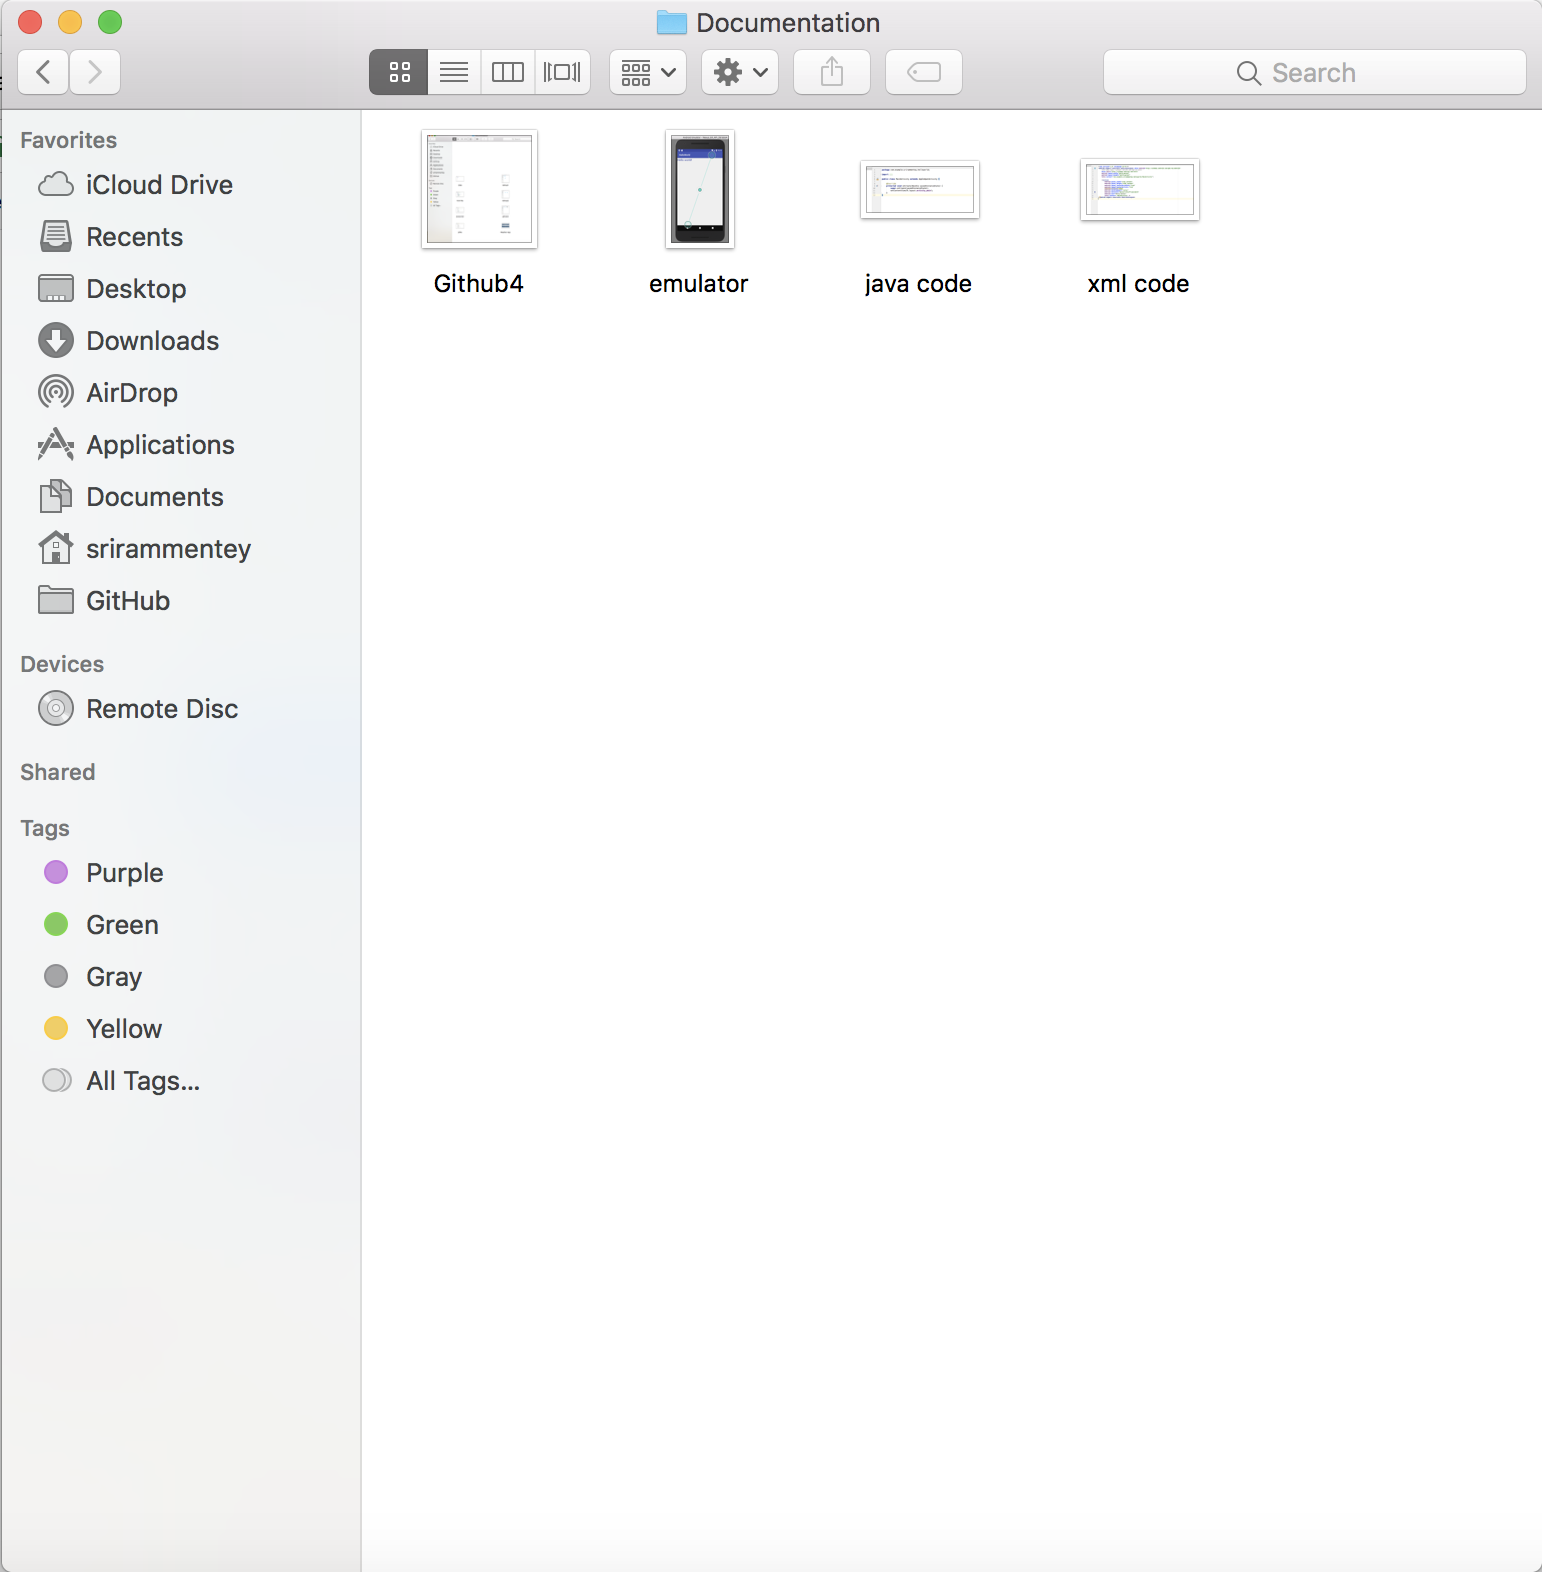 Documentation
Search
Favorites
iCloud Drive
Recents
Desktop
Downloads
AirDrop
Applications
Documents
srirammentey
GitHub
Devices
Remote Disc
Shared
Tags
Purple
Green
Gray
Yellow
All Tags...
Github4
emulator
java code
xml code